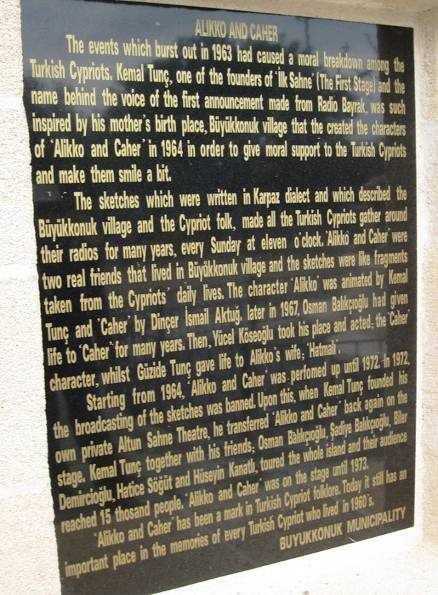 ALIKKO AND CAHER
The events which burst out in 1963 had caused a moral breakdown among the
Turkish Cypriots. Kemal Tunç, one of the founders of "İlk Sahne" (The First Stage) and the
name behind the voice of the first announcement made from Radio Bayrak, was such
inspired by his mother's birth place, Büyükkonuk village that the created the characters
of "Alikko and Caher" in 1964 in order to give moral support to the Turkish Cypriots
and make them smile a bit.
The sketches which were written in Karpaz dialect and which described the
Büyükkonuk village and the Cypriot folk, made all the Turkish Cypriots gather around
their radios for many years, every Sunday at eleven o'clock. "Alikko and Caher" were
two real friends that lived in Büyükkonuk village and the sketches were like fragments
taken from the Cypriots' daily lives. The character "Alikko" was animated by Kemal
Tunç and "Caher" by Dinçer İsmail Aktuğ, later in 1967, Osman Balıkçıoğlu had given
life to "Caher" for many years. Then, Yücel Köseoğlu took his place and acted; the "Caher"
character, whilst Güzide Tunç gave life to Alikko's wife; "Hatmalı".
Starting from 1964, "Alikko and Caher" was perfomed up until 1972. in 1972,
the broadcasting of the sketches was banned. Upon this, when Kemal Tunç founded his
own private Altun Sahne Theatre, he transferred "Alikko and Caher" back again on the
stage. Kemal Tunç together with his friends; Osman Balıkçıoğlu, Şadiye Balıkçıoğlu, Biler
Demircioğlu, Hatice Söğüt and Hüseyin Kanatlı, toured the whole island and their audience
reached 15 thosand people. "Alikko and Caher" was on the stage until 1973.
"Alikko and Caher" has been a mark in Turkish Cypriot folklore. Today it still has an
important place in the memories of every Turkish Cypriot who lived in 1960's.
BUYUKKONUK MUNICIPALITY